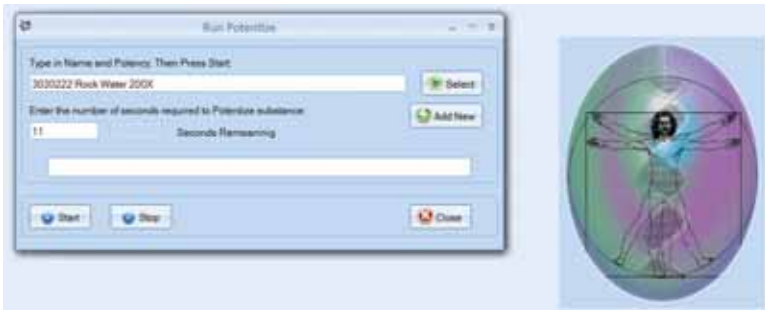 Run Potentize
Type in Name and Potency, Then Press Start:
3030222 Rock Water 200X
Select
Enter the number of seconds required to Potentize substance:
Add New
11
Seconds Remeanning
Start
Stop
Close